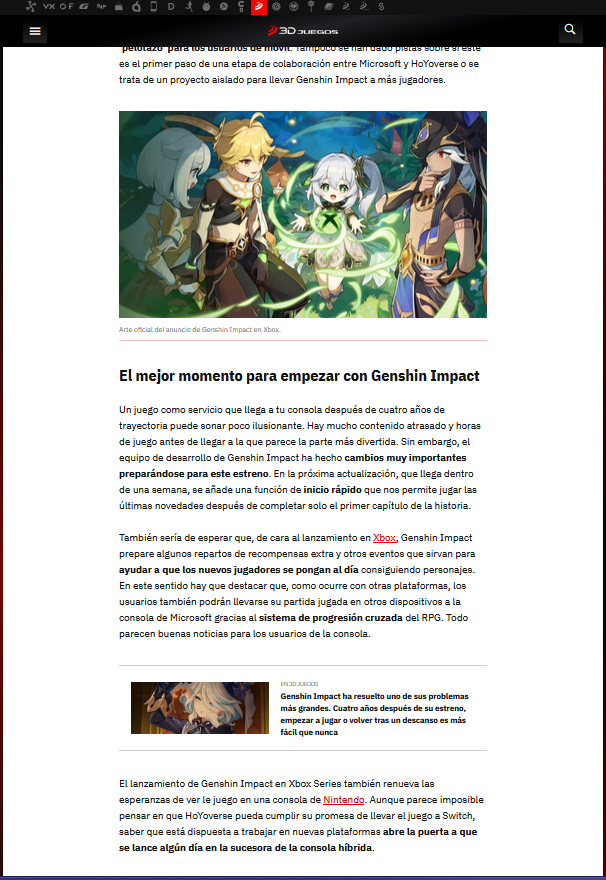 3D JUEGOS
"pelotazo" para los usuarios de móvil. Tampoco se han dado pistas sobre si este
es el primer paso de una etapa de colaboración entre Microsoft y HoYoverse o se
trata de un proyecto aislado para llevar Genshin Impact a más jugadores.
Arte oficial del anuncio de Genshin Impact en Xbox.
El mejor momento para empezar con Genshin Impact
Un juego como servicio que llega a tu consola después de cuatro años de
trayectoria puede sonar poco ilusionante. Hay mucho contenido atrasado y horas
de juego antes de llegar a la que parece la parte más divertida. Sin embargo, el
equipo de desarrollo de Genshin Impact ha hecho cambios muy importantes
preparándose para este estreno. En la próxima actualización, que llega dentro
de una semana, se añade una función de inicio rápido que nos permite jugar las
últimas novedades después de completar solo el primer capítulo de la historia.
También sería de esperar que, de cara al lanzamiento en Xbox, Genshin Impact
prepare algunos repartos de recompensas extra y otros eventos que sirvan para
ayudar a que los nuevos jugadores se pongan al día consiguiendo personajes.
En este sentido hay que destacar que, como ocurre con otras plataformas, los
usuarios también podrán llevarse su partida jugada en otros dispositivos a la
consola de Microsoft gracias al sistema de progresión cruzada del RPG. Todo
parecen buenas noticias para los usuarios de la consola.
EN 3D JUEGOS
Genshin Impact ha resuelto uno de sus problemas
más grandes. Cuatro años después de su estreno,
empezar a jugar o volver tras un descanso es más
fácil que nunca
El lanzamiento de Genshin Impact en Xbox Series también renueva las
esperanzas de ver le juego en una consola de Nintendo. Aunque parece imposible
pensar en que HoYoverse pueda cumplir su promesa de llevar el juego a Switch,
saber que está dispuesta a trabajar en nuevas plataformas abre la puerta a que
se lance algún día en la sucesora de la consola híbrida.